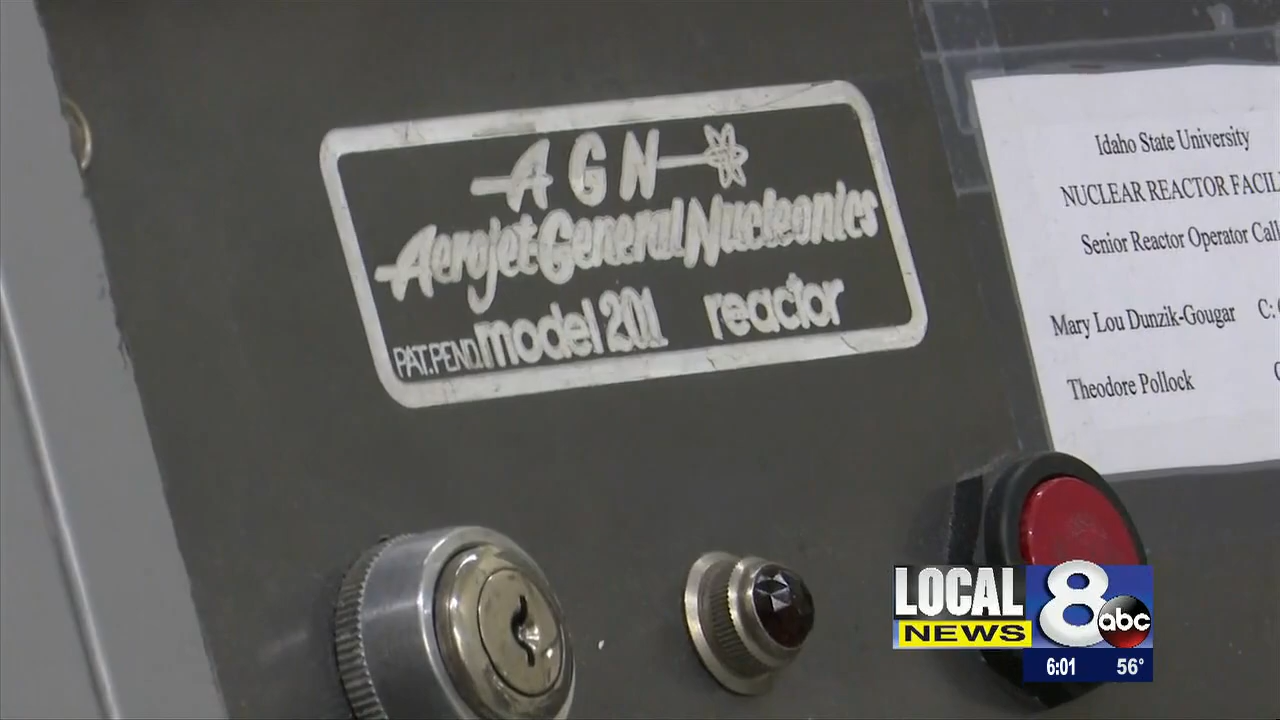 AGN
Aerojet-General Nucleonics
PAT. PEND. model 201 reactor
Idaho State University
NUCLEAR REACTOR FACIL
Senior Reactor Operator Call
Mary Lou Dunzik-Gougar C:
Theodore Pollock
LOCAL 8
NEWS abc
6:01 56°